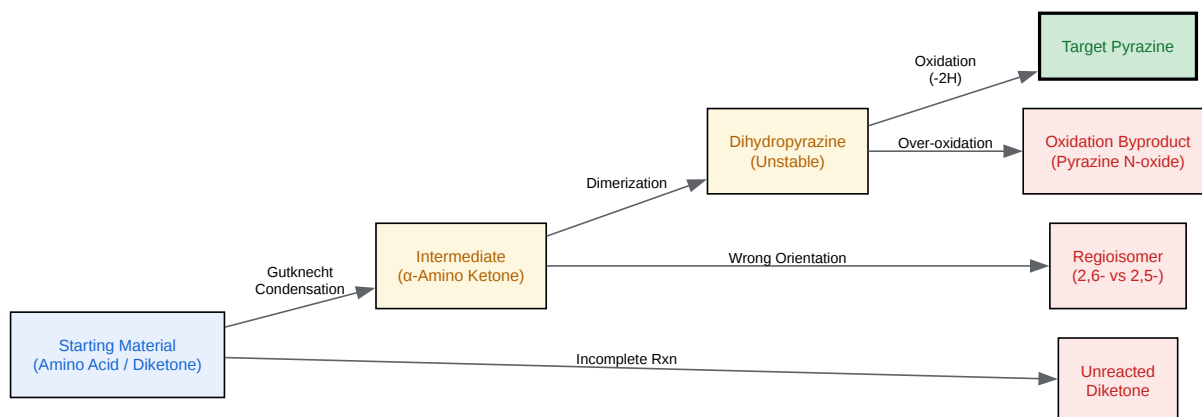 Target Pyrazine
Oxidation
(-2H)
Dihydropyrazine
(Unstable)
Over-oxidation
Oxidation Byproduct
(Pyrazine N-oxide)
Dimerization
Intermediate
(α-Amino Ketone)
Wrong Orientation
Regioisomer
(2,6- vs 2,5-)
Gutknecht
Condensation
Starting Material
(Amino Acid / Diketone)
Incomplete Rxn
Unreacted
Diketone